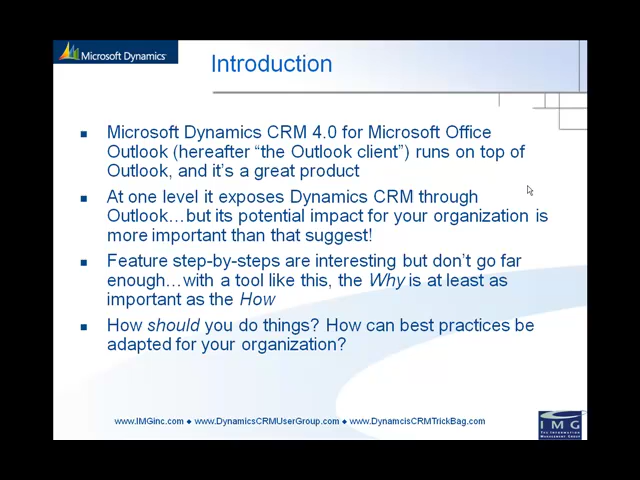 Microsoft Dynamics
Introduction
Microsoft Dynamics CRM 4.0 for Microsoft Office
Outlook (hereafter “the Outlook client”) runs on top of
Outlook, and it’s a great product
At one level it exposes Dynamics CRM through
Outlook…but its potential impact for your organization is
more important than that suggest!
Feature step-by-steps are interesting but don’t go far
enough…with a tool like this, the Why is at least as
important as the How
How should you do things? How can best practices be
adapted for your organization?
www.IMGinc.com ◆ www.DynamicsCRMUserGroup.com ◆ www.DynamcisCRMTrickBag.com
IMG
The Information
Management Group